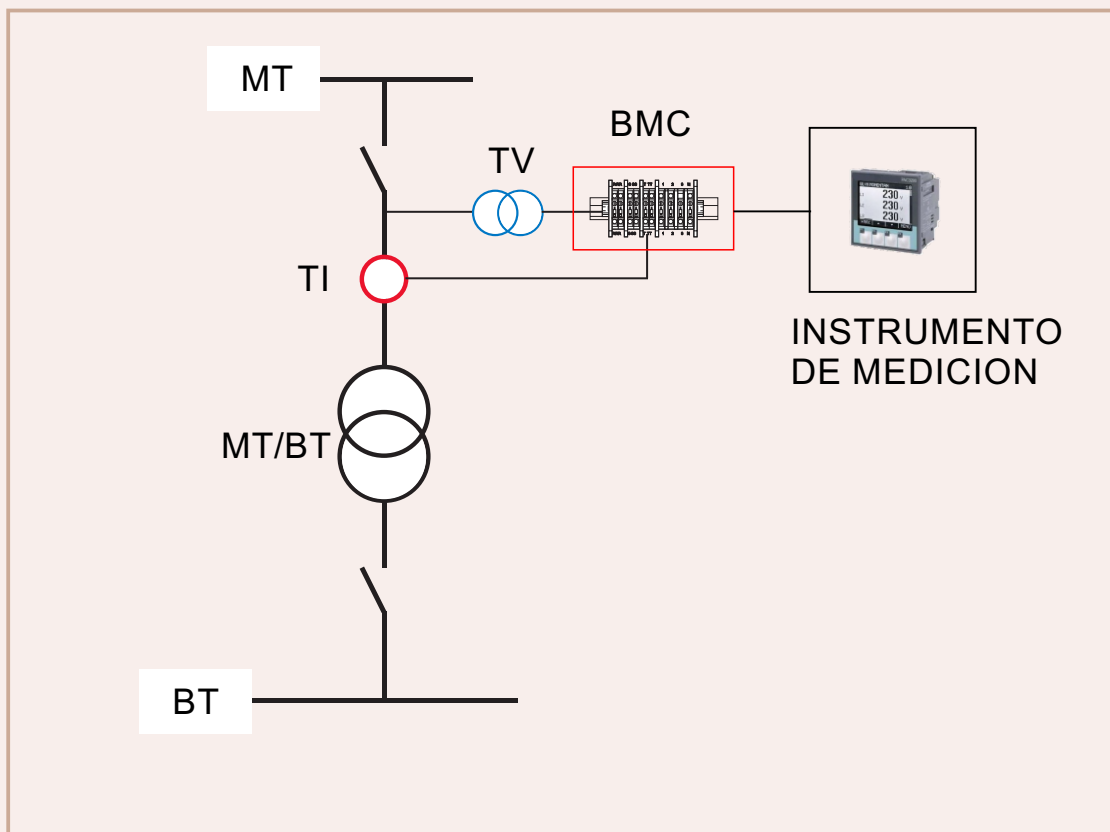 MT
BMC
TV
TI
230
230
230
INSTRUMENTO
DE MEDICION
MT/BT
BT